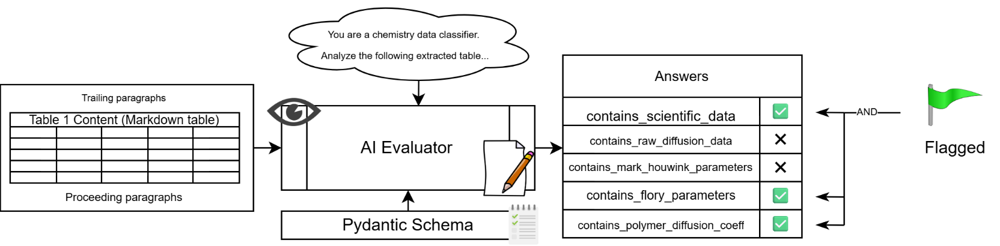 You are a chemistry data classifier.
Analyze the following extracted table...
Trailing paragraphs
Table 1 Content (Markdown table)
Proceeding paragraphs
AI Evaluator
Pydantic Schema
Answers
contains_scientific_data
contains_raw_diffusion_data
contains_mark_houwink_parameters
contains_flory_parameters
contains_polymer_diffusion_coeff
AND
Flagged